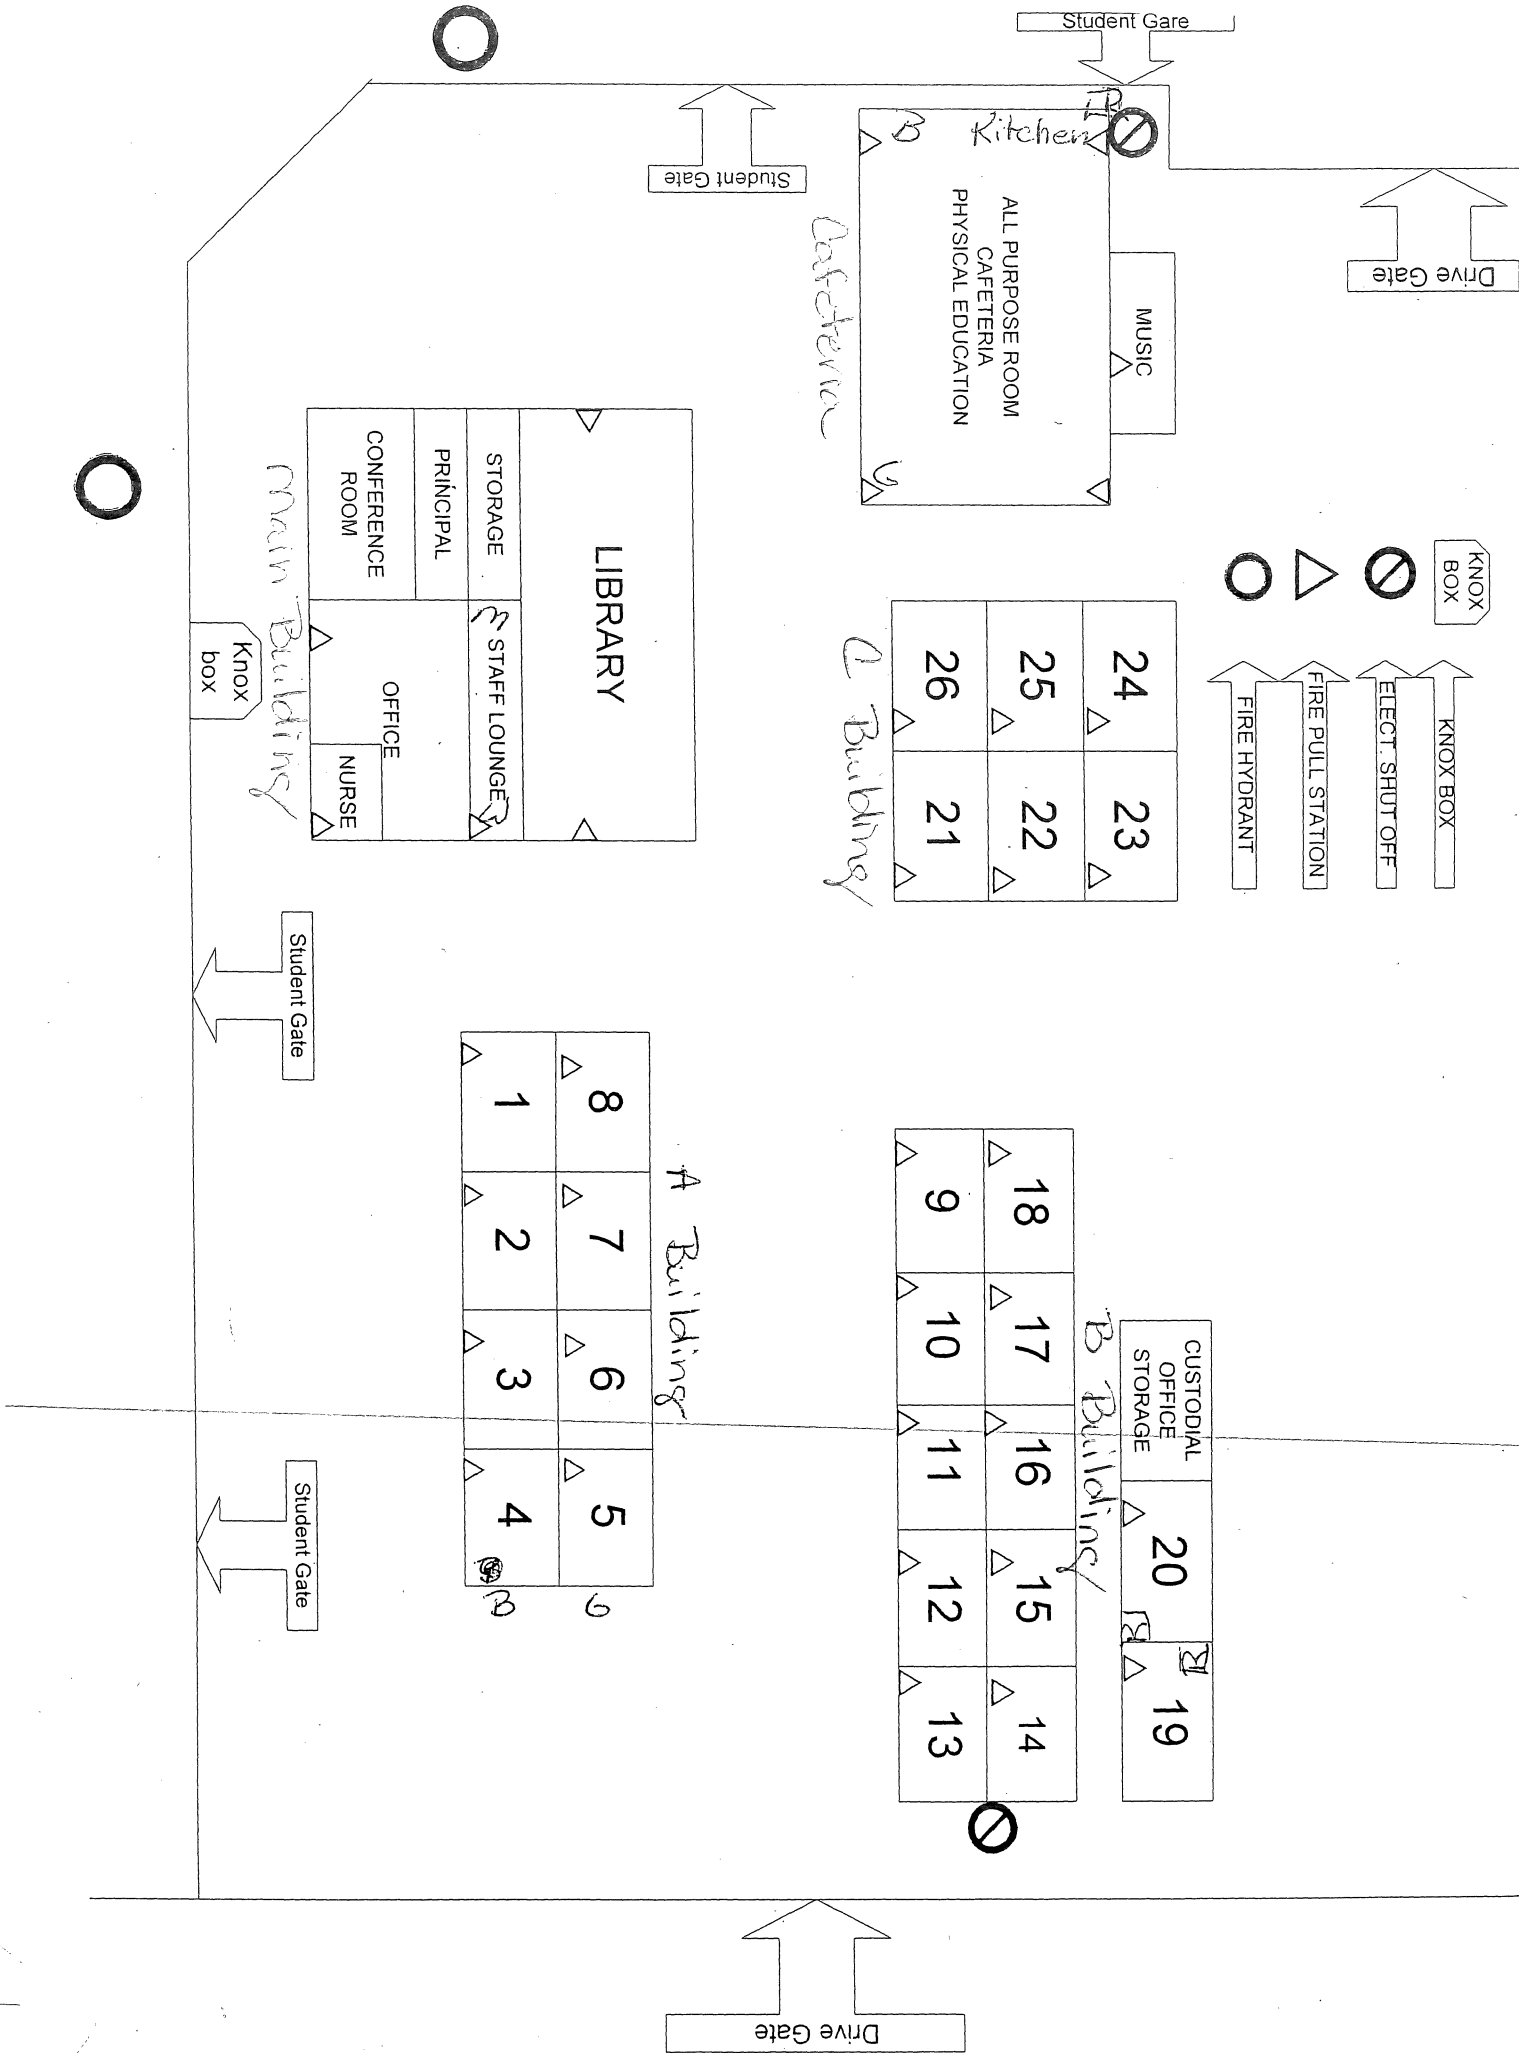 Student Gare
Student Gate
Drive Gate
B
Kitchen
R
ALL PURPOSE ROOM
CAFETERIA
PHYSICAL EDUCATION
MUSIC
Cafeteria
G
KNOX
BOX
KNOX BOX
ELECT. SHUT OFF
FIRE PULL STATION
FIRE HYDRANT
LIBRARY
STORAGE
PRINCIPAL
CONFERENCE
ROOM
STAFF LOUNGE
OFFICE
NURSE
Main Building
Knox
box
24
25
26
23
22
21
C Building
Student Gate
8
7
6
5
1
2
3
4
A Building
G
B
18
17
16
15
14
9
10
11
12
13
B Building
CUSTODIAL
OFFICE
STORAGE
20
19
R
R
Student Gate
Drive Gate